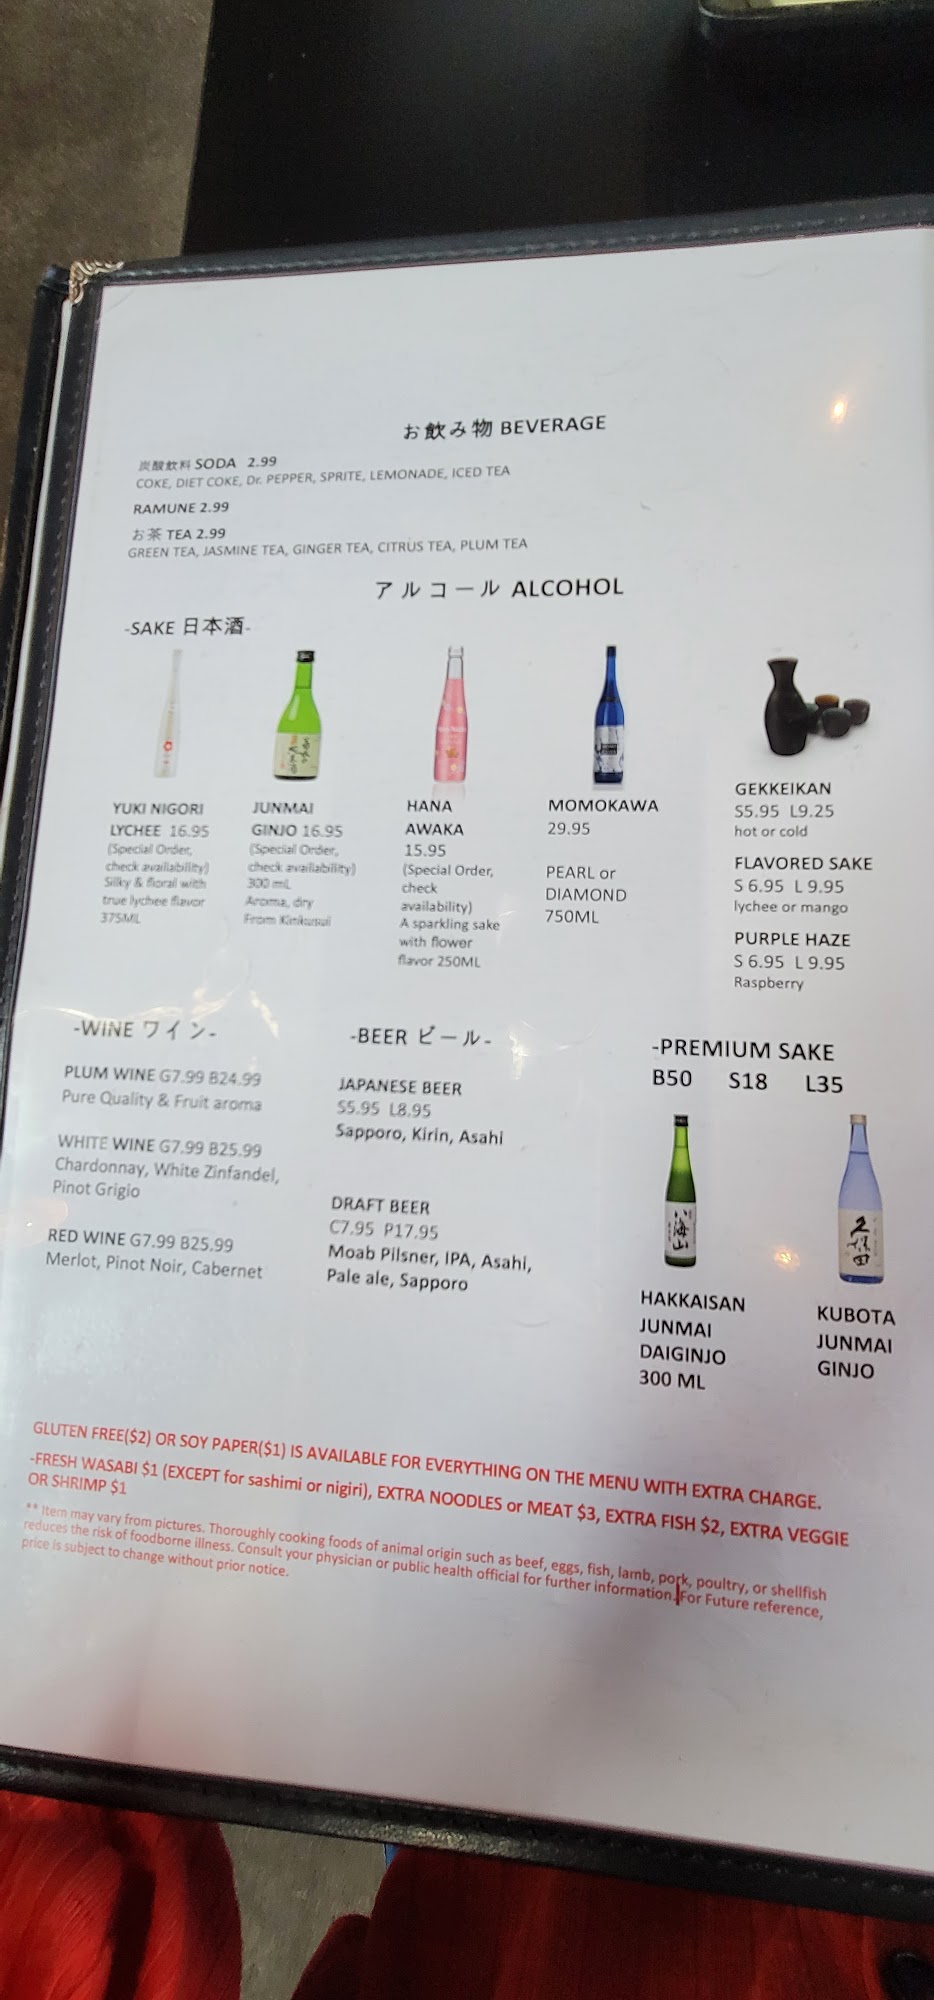 お飲み物 BEVERAGE
炭酸飲料 SODA 2.99
COKE, DIET COKE, Dr. PEPPER, SPRITE, LEMONADE, ICED TEA
RAMUNE 2.99
お茶 TEA 2.99
GREEN TEA, JASMINE TEA, GINGER TEA, CITRUS TEA, PLUM TEA
アルコール ALCOHOL
-SAKE 日本酒-
YUKI NIGORI
LYCHEE 16.95
(Special Order,
check availability)
Silky & floral with
true lychee flavor
375ML
JUNMAI
GINJO 16.95
(Special Order,
check availability)
300 mL
Aroma, dry
From Kinkusui
HANA
AWAKA
15.95
(Special Order,
check
availability)
A sparkling sake
with flower
flavor 250ML
MOMOKAWA
29.95
PEARL or
DIAMOND
750ML
GEKKEIKAN
S5.95 L9.25
hot or cold
FLAVORED SAKE
S 6.95 L 9.95
lychee or mango
PURPLE HAZE
S 6.95 L 9.95
Raspberry
-WINE ワイン-
PLUM WINE G7.99 B24.99
Pure Quality & Fruit aroma
WHITE WINE G7.99 B25.99
Chardonnay, White Zinfandel,
Pinot Grigio
RED WINE G7.99 B25.99
Merlot, Pinot Noir, Cabernet
-BEER ビール-
JAPANESE BEER
S5.95 L8.95
Sapporo, Kirin, Asahi
DRAFT BEER
C7.95 P17.95
Moab Pilsner, IPA, Asahi,
Pale ale, Sapporo
-PREMIUM SAKE
B50 S18 L35
八海山
久保田
HAKKAISAN
JUNMAI
DAIGINJO
300 ML
KUBOTA
JUNMAI
GINJO
GLUTEN FREE($2) OR SOY PAPER($1) IS AVAILABLE FOR EVERYTHING ON THE MENU WITH EXTRA CHARGE.
-FRESH WASABI $1 (EXCEPT for sashimi or nigiri), EXTRA NOODLES or MEAT $3, EXTRA FISH $2, EXTRA VEGGIE
OR SHRIMP $1
** Item may vary from pictures. Thoroughly cooking foods of animal origin such as beef, eggs, fish, lamb, pork, poultry, or shellfish
reduces the risk of foodborne illness. Consult your physician or public health official for further information. For Future reference,
price is subject to change without prior notice.